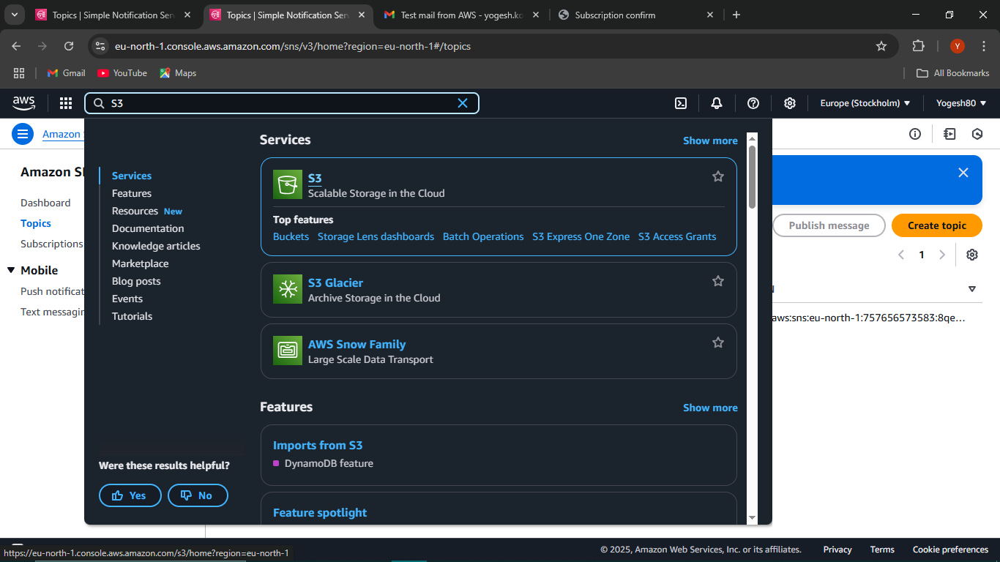 Topics | Simple Notification Ser
Topics | Simple Notification Ser
Test mail from AWS - yogesh.ko
Subscription confirm
eu-north-1.console.aws.amazon.com/sns/v3/home?region=eu-north-1#/topics
Y
Gmail
YouTube
Maps
All Bookmarks
aws
S3
Europe (Stockholm)
Yogesh80
Amazon
Services
Show more
Amazon S
Dashboard
Topics
Subscriptions
Mobile
Push notificat
Text messagin
Services
Features
Resources New
Documentation
Knowledge articles
Marketplace
Blog posts
Events
Tutorials
S3
Scalable Storage in the Cloud
Top features
Buckets Storage Lens dashboards Batch Operations S3 Express One Zone S3 Access Grants
S3 Glacier
Archive Storage in the Cloud
AWS Snow Family
Large Scale Data Transport
Features
Show more
Imports from S3
DynamoDB feature
Feature spotlight
Were these results helpful?
Yes
No
Publish message
Create topic
1
aws:sns:eu-north-1:757656573583:8qe...
https://eu-north-1.console.aws.amazon.com/s3/home?region=eu-north-1
© 2025, Amazon Web Services, Inc. or its affiliates.
Privacy
Terms
Cookie preferences